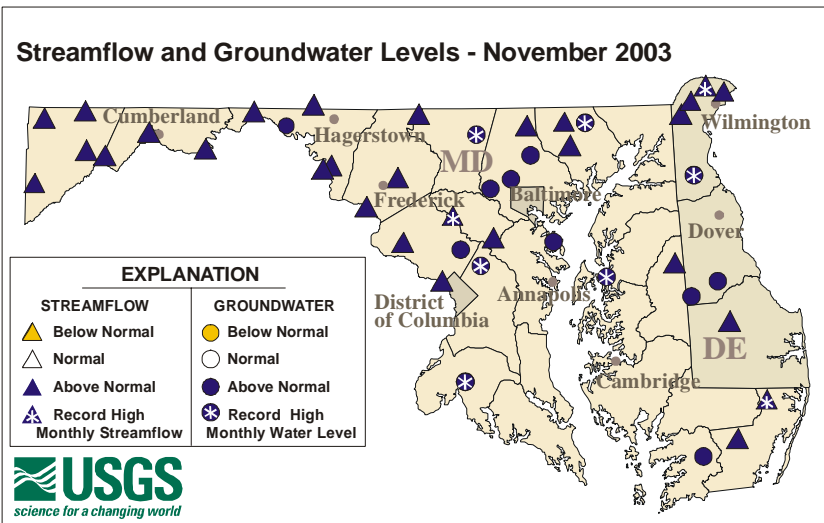 Streamflow and Groundwater Levels - November 2003
Cumberland
Hagerstown
MD
Frederick
Baltimore
Wilmington
Dover
Annapolis
District
of Columbia
DE
Cambridge
EXPLANATION
STREAMFLOW
Below Normal
Normal
Above Normal
Record High
Monthly Streamflow
GROUNDWATER
Below Normal
Normal
Above Normal
Record High
Monthly Water Level
USGS
science for a changing world